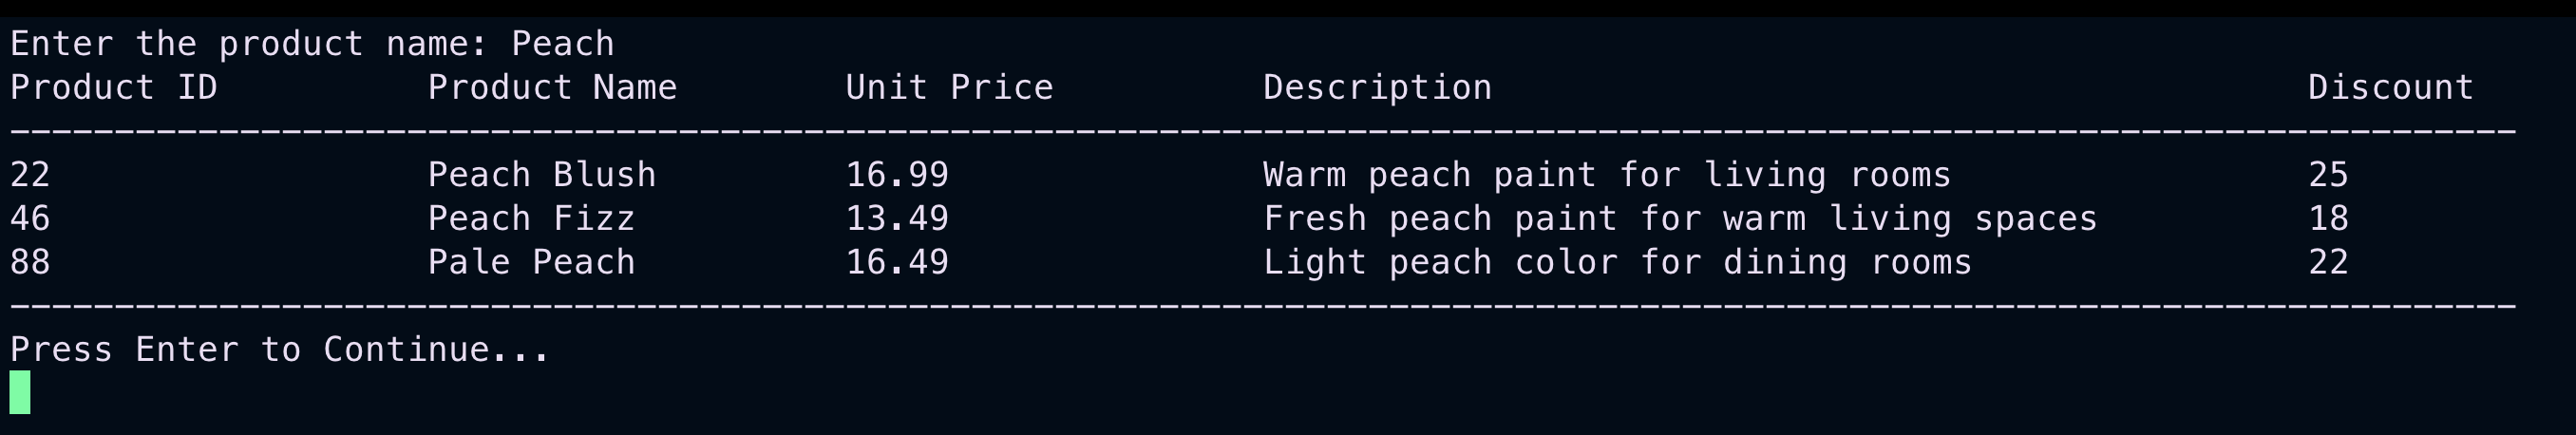 Enter the product name: Peach
Product ID          Product Name        Unit Price          Description                                       Discount
------------------------------------------------------------------------------------------------------------------------
22                  Peach Blush         16.99               Warm peach paint for living rooms                 25
46                  Peach Fizz          13.49               Fresh peach paint for warm living spaces          18
88                  Pale Peach          16.49               Light peach color for dining rooms                22
------------------------------------------------------------------------------------------------------------------------
Press Enter to Continue...